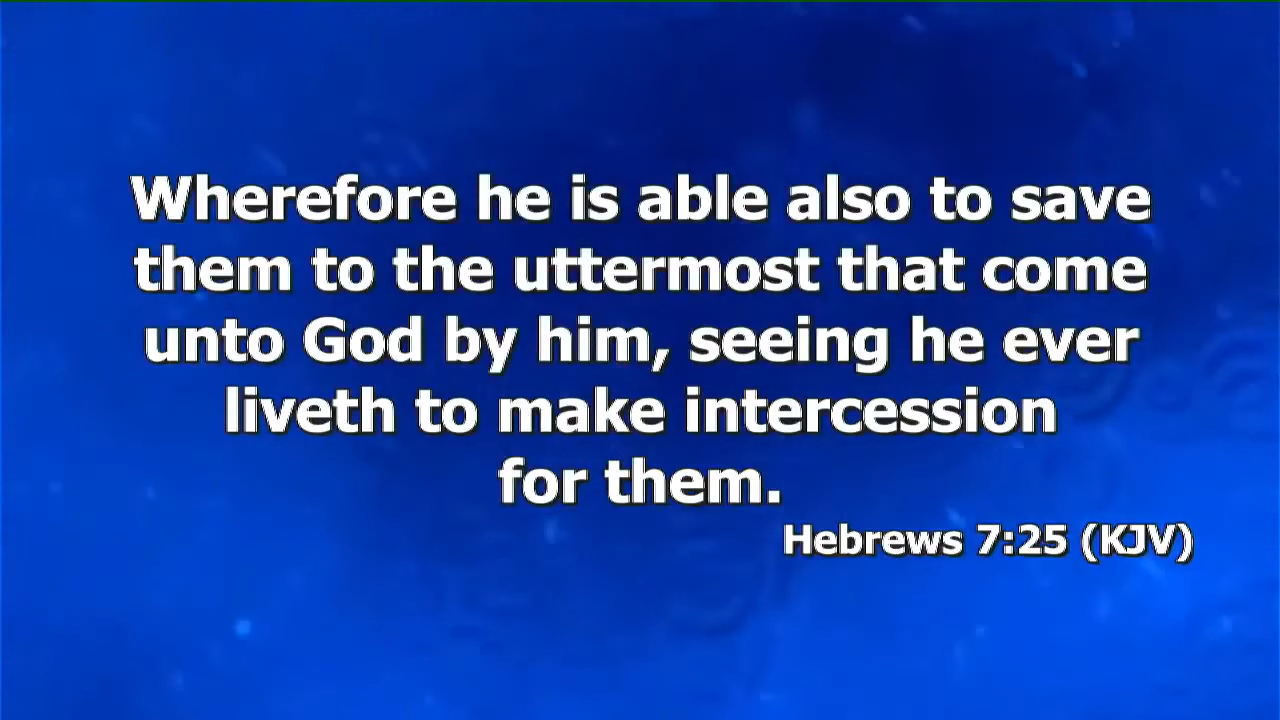 Wherefore he is able also to save
them to the uttermost that come
unto God by him, seeing he ever
liveth to make intercession
for them.
Hebrews 7:25 (KJV)